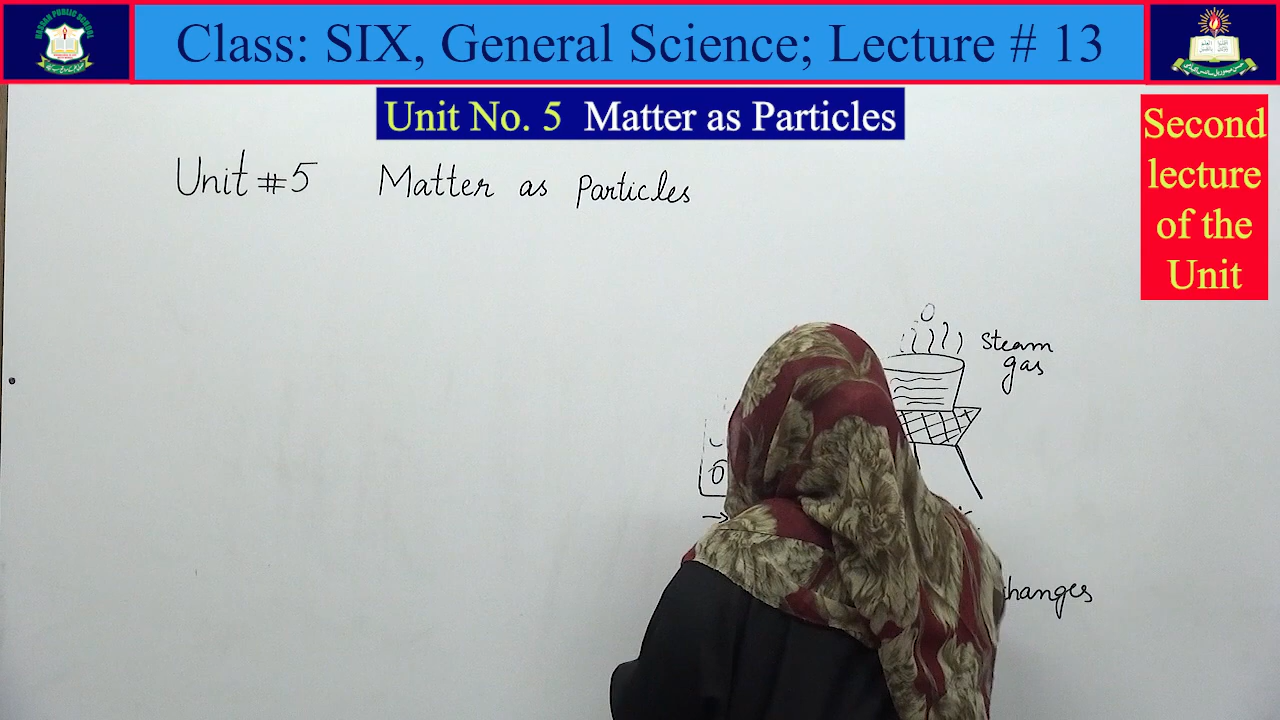 Class: SIX, General Science; Lecture # 13
Unit No. 5 Matter as Particles
Second
lecture
of the
Unit
Unit #5 Matter as Particles
Steam
gas
hanges